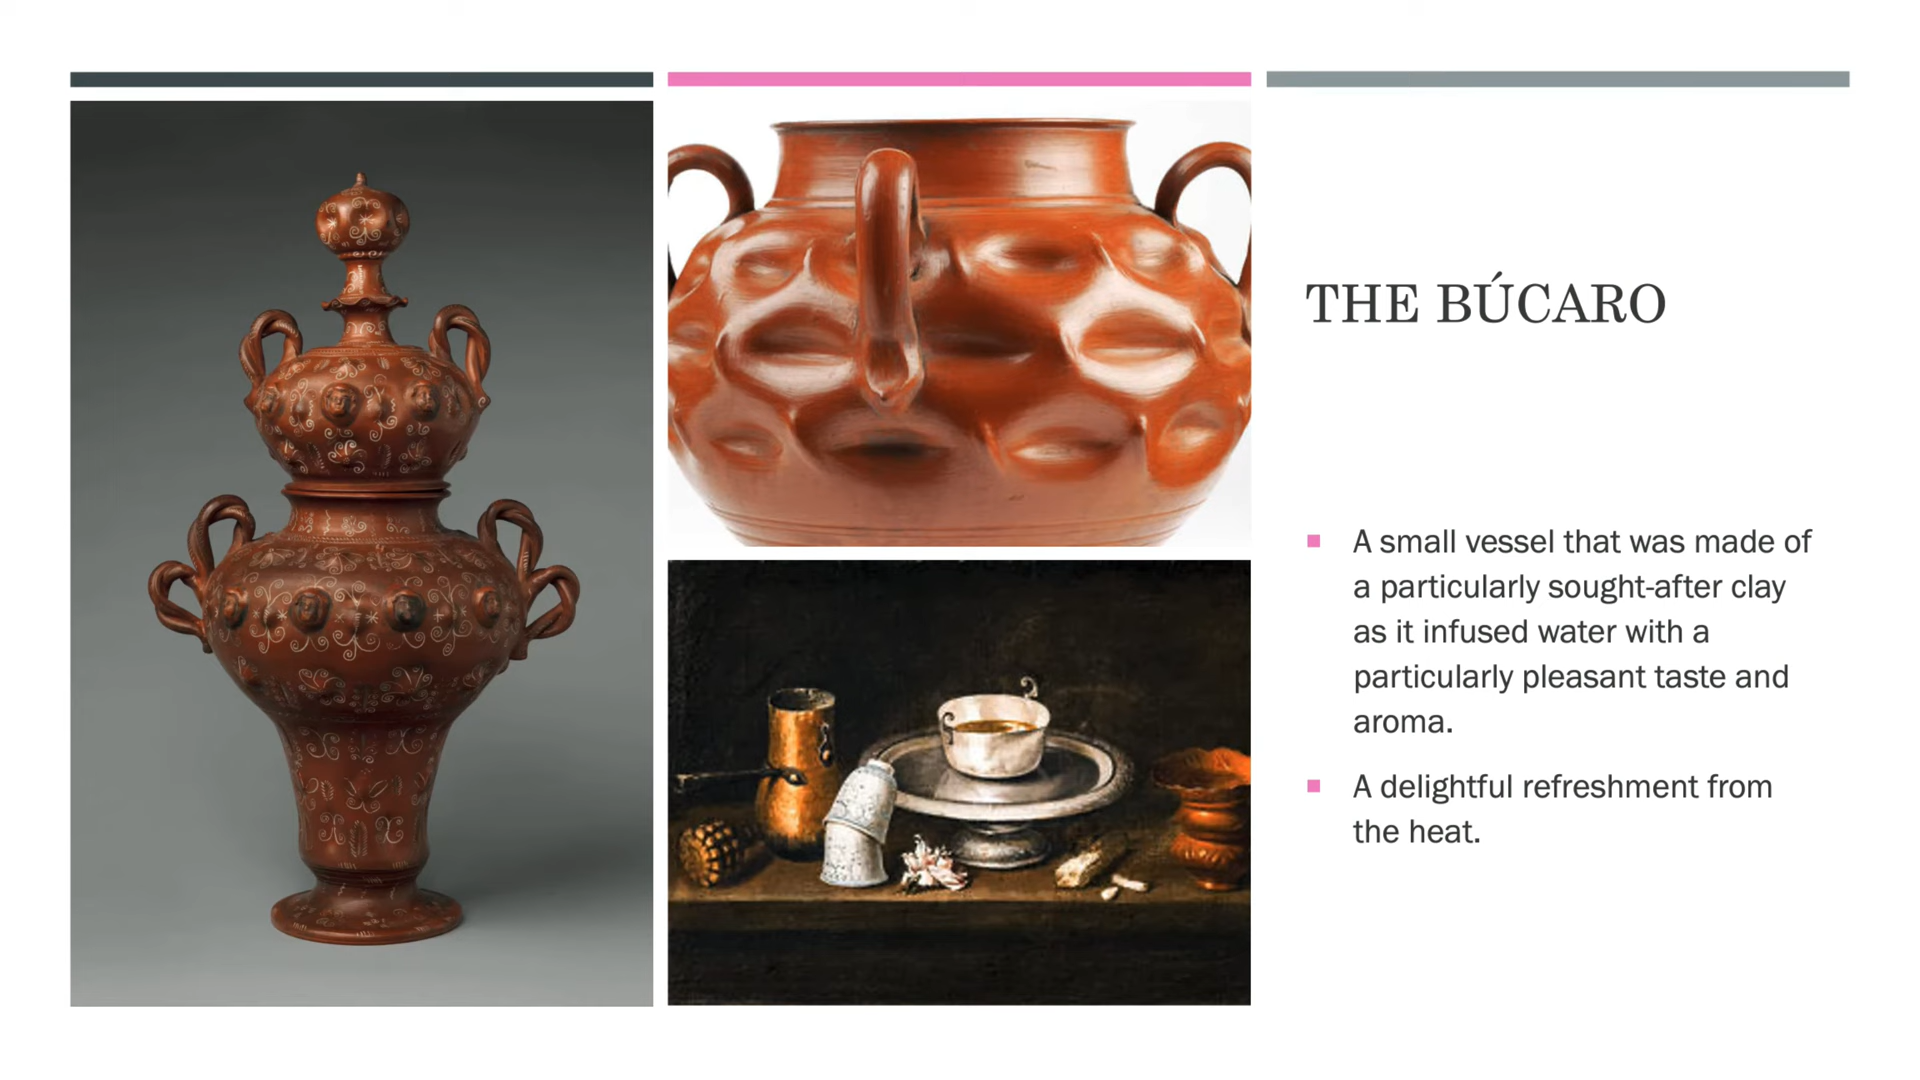 THE BÚCARO
A small vessel that was made of
a particularly sought-after clay
as it infused water with a
particularly pleasant taste and
aroma.
A delightful refreshment from
the heat.